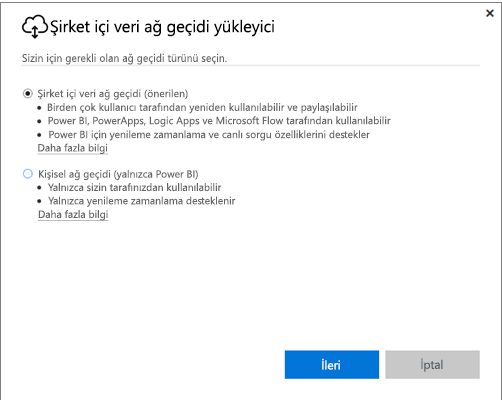 Şirket içi veri ağ geçidi yükleyici
Sizin için gerekli olan ağ geçidi türünü seçin.
Şirket içi veri ağ geçidi (önerilen)
• Birden çok kullanıcı tarafından yeniden kullanılabilir ve paylaşılabilir
• Power BI, PowerApps, Logic Apps ve Microsoft Flow tarafından kullanılabilir
• Power BI için yenileme zamanlama ve canlı sorgu özelliklerini destekler
Daha fazla bilgi
Kişisel ağ geçidi (yalnızca Power BI)
• Yalnızca sizin tarafınızdan kullanılabilir
• Yalnızca yenileme zamanlama desteklenir
Daha fazla bilgi
İleri
İptal